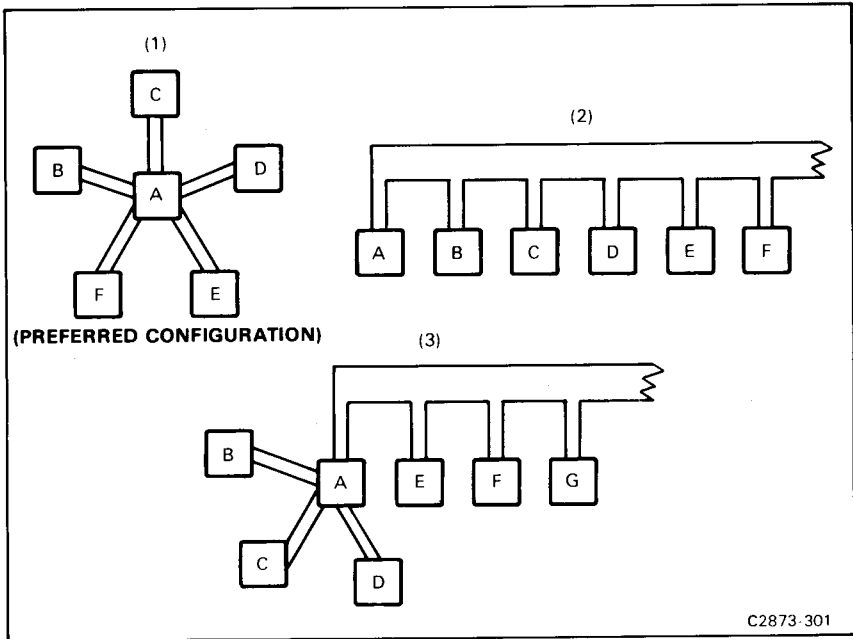 (1)
C
B
D
A
F
E
(PREFERRED CONFIGURATION)
(2)
A B C D E F
(3)
B
A E F G
C
D
C2873-301